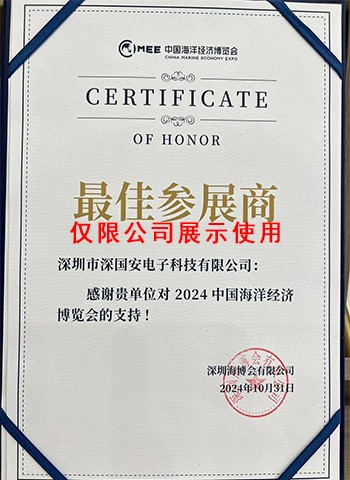 CMEE 中国海洋经济博览会
CHINA MARINE ECONOMY EXPO
CERTIFICATE
OF HONOR
最佳参展商
仅限公司展示使用
深圳市深国安电子科技有限公司：
感谢贵单位对 2024 中国海洋经济
博览会的支持！
深圳海博会有限公司
2024年10月31日